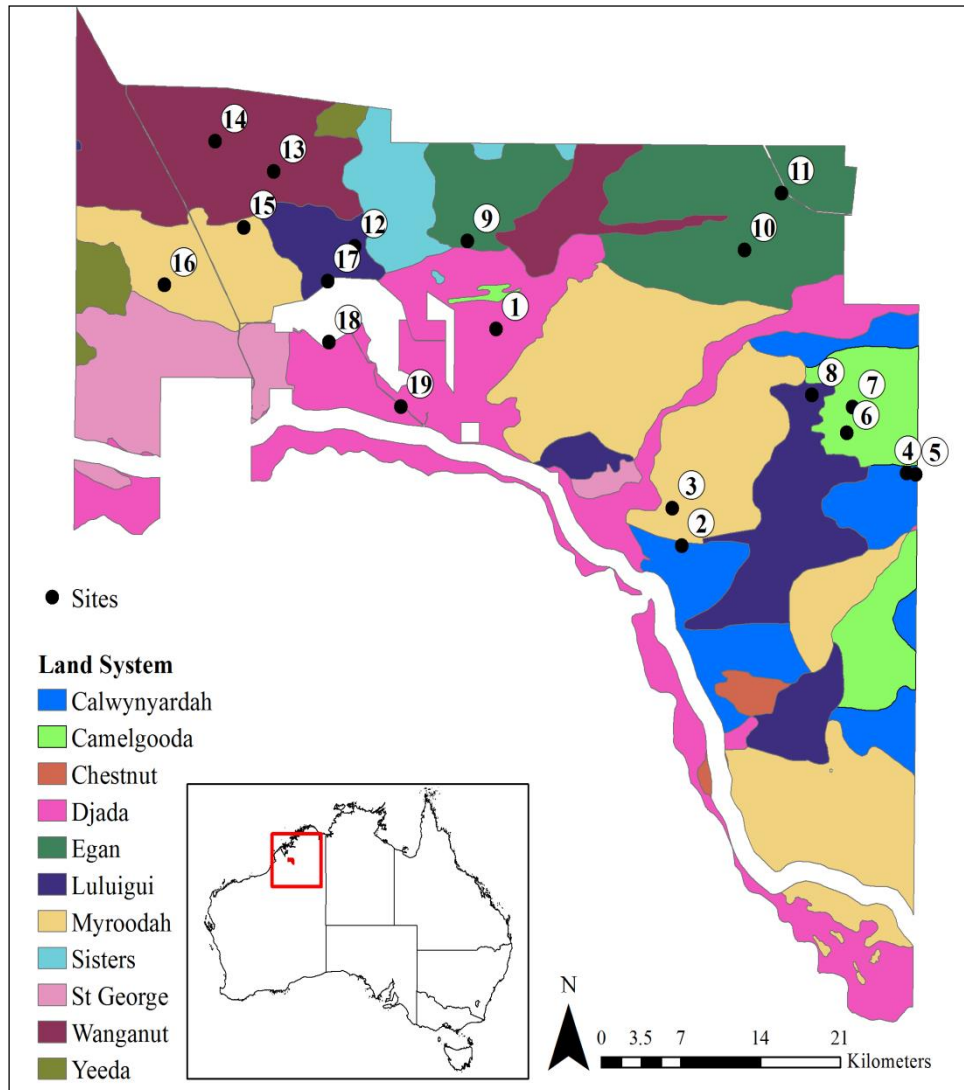 14
13
11
15
12
9
10
17
16
1
18
8
7
19
6
4
5
3
2
Sites
Land System
Calwynyardah
Camelgooda
Chestnut
Djada
Egan
Luluigui
Myroodah
Sisters
St George
Wanganut
Yeeda
N
0 3.5 7 14 21
Kilometers